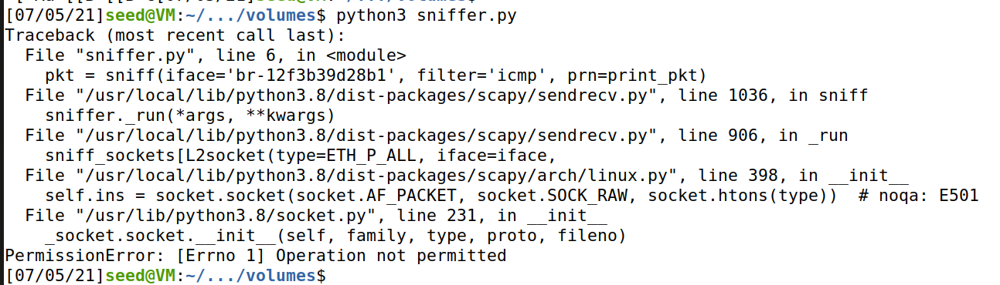 [07/05/21]seed@VM:~/.../volumes$ python3 sniffer.py
Traceback (most recent call last):
  File "sniffer.py", line 6, in <module>
    pkt = sniff(iface='br-12f3b39d28b1', filter='icmp', prn=print_pkt)
  File "/usr/local/lib/python3.8/dist-packages/scapy/sendrecv.py", line 1036, in sniff
    sniffer._run(*args, **kwargs)
  File "/usr/local/lib/python3.8/dist-packages/scapy/sendrecv.py", line 906, in _run
    sniff_sockets[L2socket(type=ETH_P_ALL, iface=iface,
  File "/usr/local/lib/python3.8/dist-packages/scapy/arch/linux.py", line 398, in __init__
    self.ins = socket.socket(socket.AF_PACKET, socket.SOCK_RAW, socket.htons(type))  # noqa: E501
  File "/usr/lib/python3.8/socket.py", line 231, in __init__
    _socket.socket.__init__(self, family, type, proto, fileno)
PermissionError: [Errno 1] Operation not permitted
[07/05/21]seed@VM:~/.../volumes$